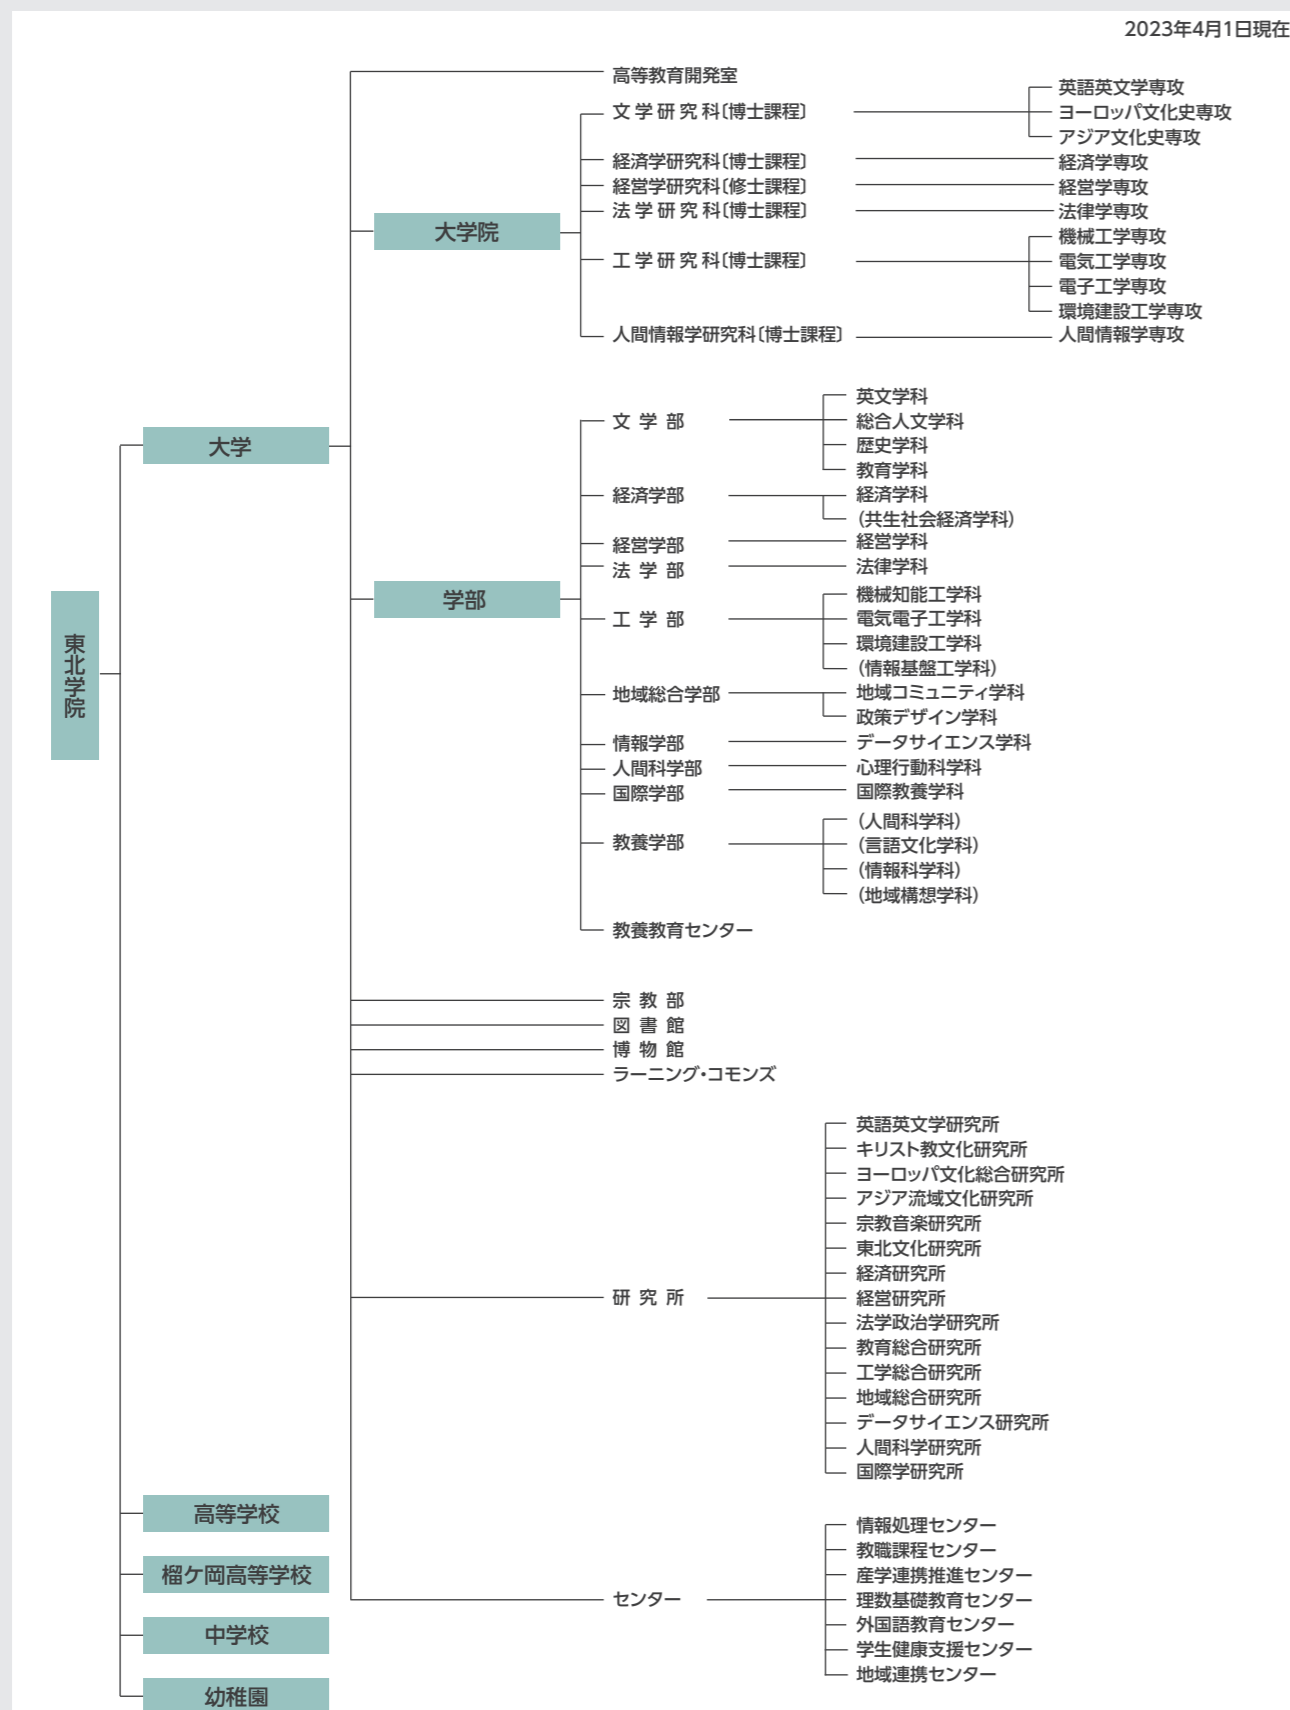 2023年4月1日現在
東北学院
大学
高等教育開発室
大学院
文学研究科〔博士課程〕
英語英文学専攻
ヨーロッパ文化史専攻
アジア文化史専攻
経済学研究科〔博士課程〕
経済学専攻
経営学研究科〔修士課程〕
経営学専攻
法学研究科〔博士課程〕
法律学専攻
工学研究科〔博士課程〕
機械工学専攻
電気工学専攻
電子工学専攻
環境建設工学専攻
人間情報学研究科〔博士課程〕
人間情報学専攻
学部
文学部
英文学科
総合人文学科
歴史学科
教育学科
経済学部
経済学科
(共生社会経済学科)
経営学部
経営学科
法学部
法律学科
工学部
機械知能工学科
電気電子工学科
環境建設工学科
(情報基盤工学科)
地域総合学部
地域コミュニティ学科
政策デザイン学科
情報学部
データサイエンス学科
人間科学部
心理行動科学科
国際学部
国際教養学科
教養学部
(人間科学科)
(言語文化学科)
(情報科学科)
(地域構想学科)
教養教育センター
宗教部
図書館
博物館
ラーニング・コモンズ
研究所
英語英文学研究所
キリスト教文化研究所
ヨーロッパ文化総合研究所
アジア流域文化研究所
宗教音楽研究所
東北文化研究所
経済研究所
経営研究所
法学政治学研究所
教育総合研究所
工学総合研究所
地域総合研究所
データサイエンス研究所
人間科学研究所
国際学研究所
センター
情報処理センター
教職課程センター
産学連携推進センター
理数基礎教育センター
外国語教育センター
学生健康支援センター
地域連携センター
高等学校
榴ケ岡高等学校
中学校
幼稚園